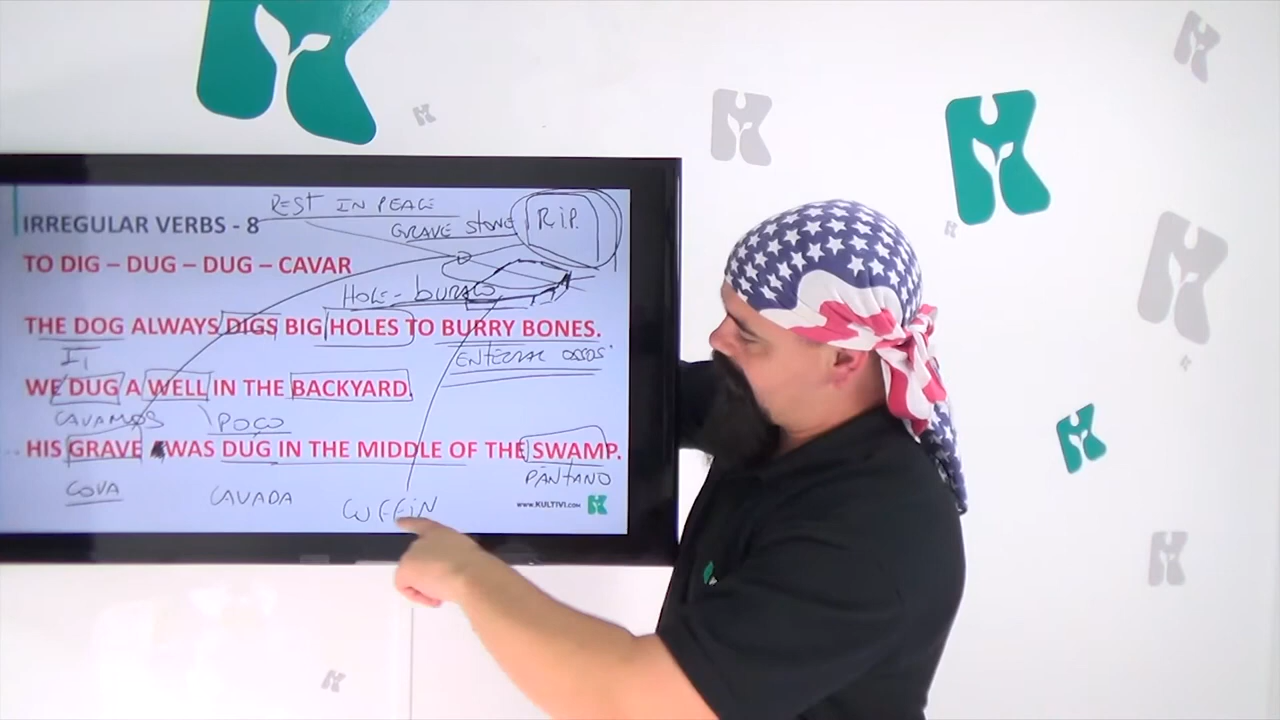 REST IN PEACE
IRREGULAR VERBS - 8
GRAVE STONE
R.I.P.
TO DIG – DUG – DUG – CAVAR
HOLE - BURACO
THE DOG ALWAYS DIGS BIG HOLES TO BURRY BONES.
ENTERRAR OSSOS
WE DUG A WELL IN THE BACKYARD.
CAVAMOS POÇO
HIS GRAVE WAS DUG IN THE MIDDLE OF THE SWAMP.
PÂNTANO
COVA CAVADA CUFFIN
www.KULTIVI.com